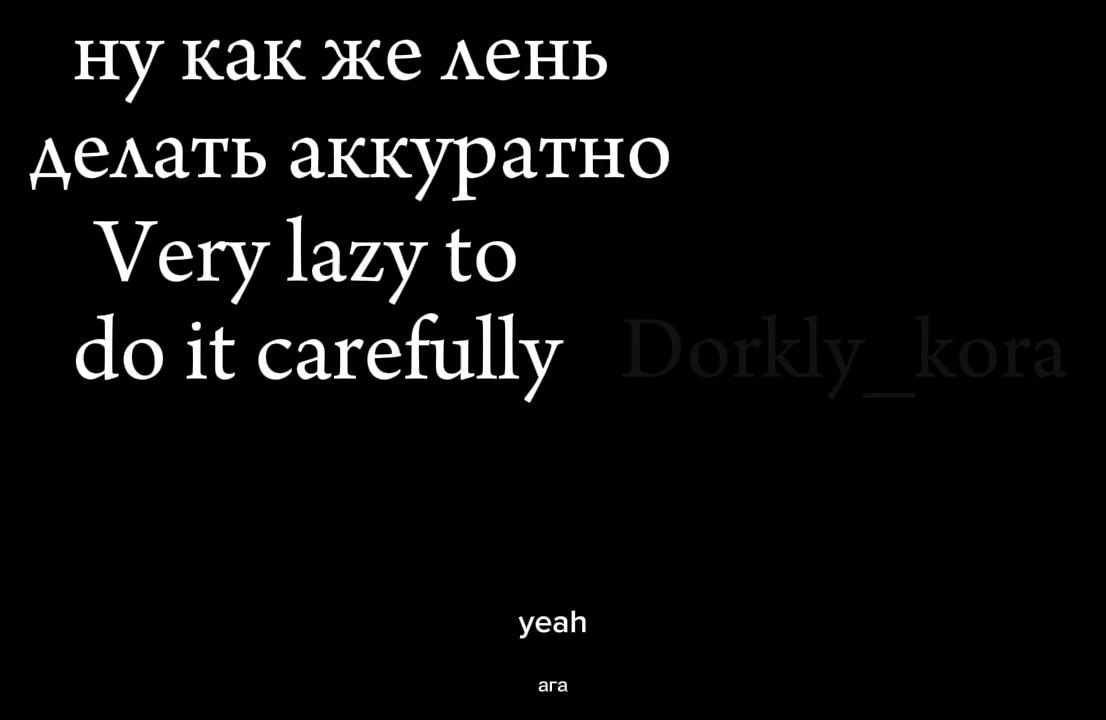 ну как же лень
делать аккуратно
Very lazy to
do it carefully
Dorkly_kora
yeah
ага